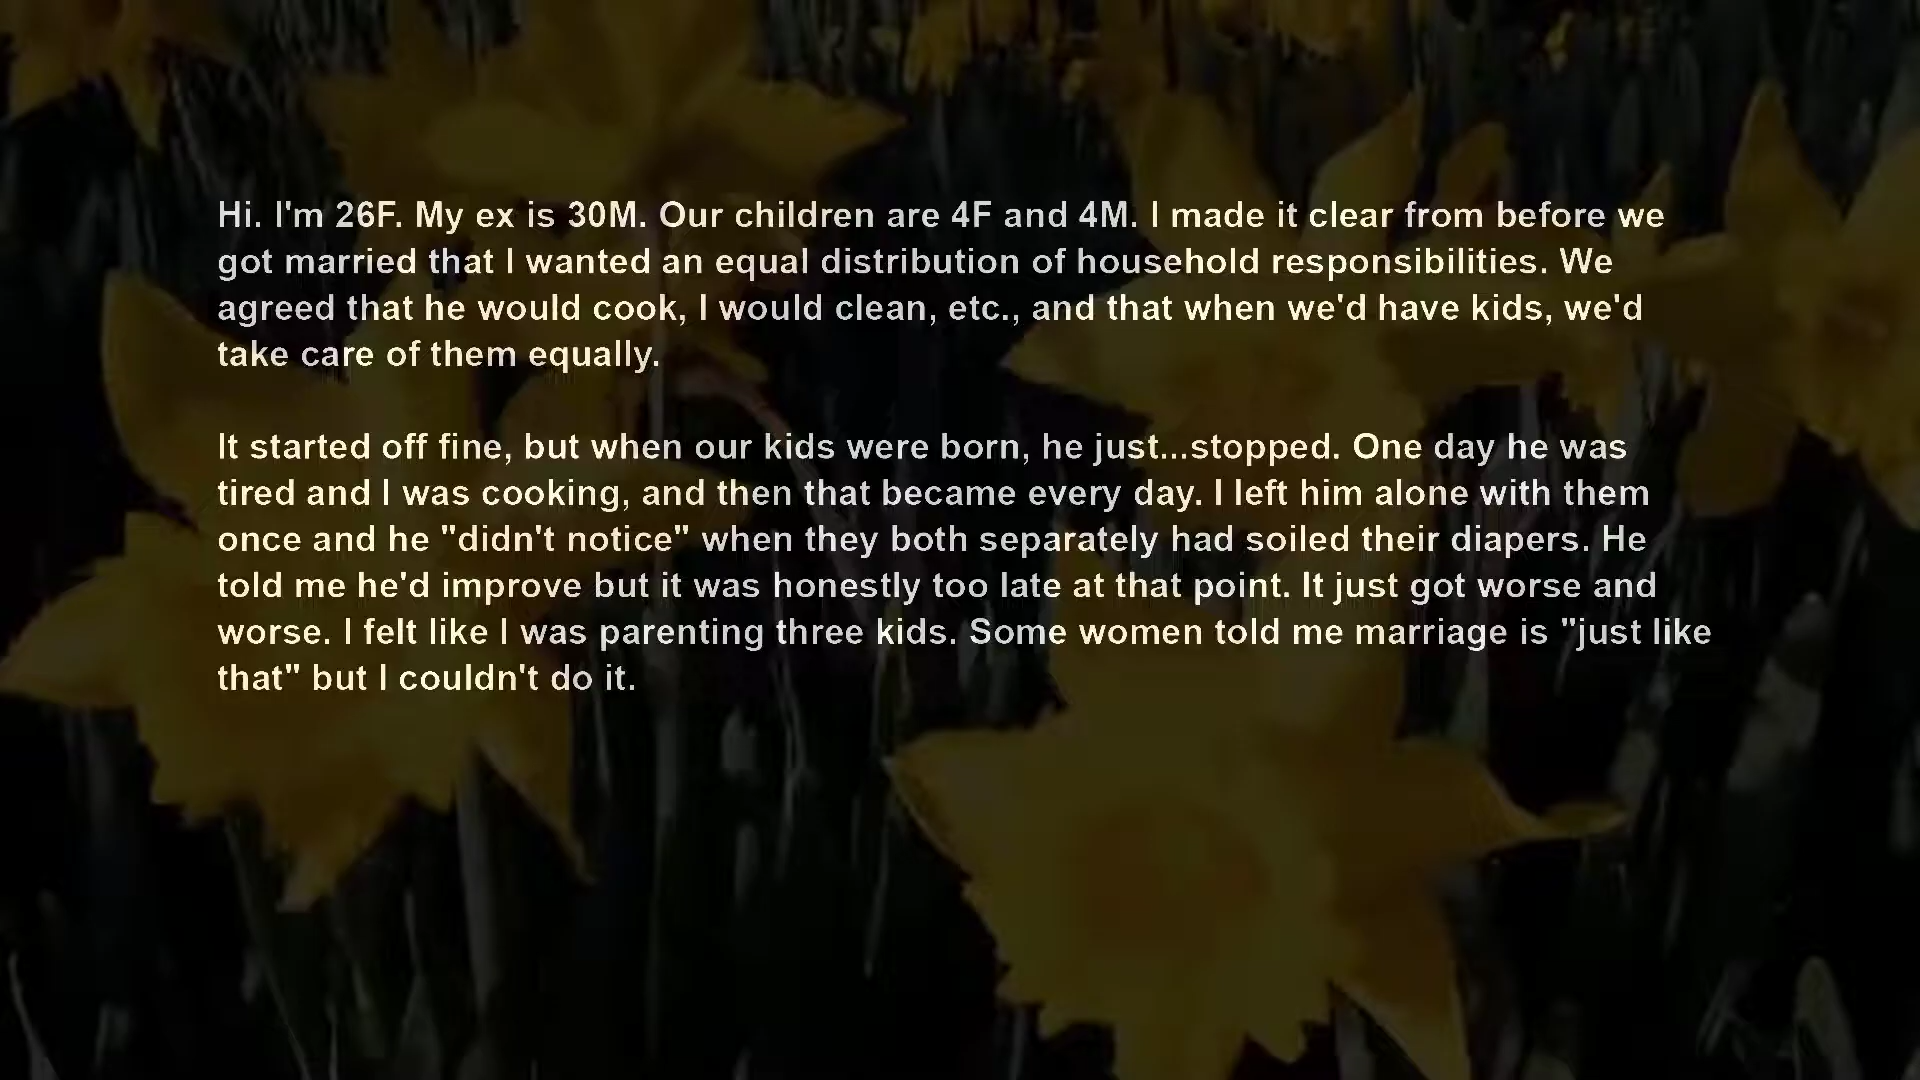 Hi. I'm 26F. My ex is 30M. Our children are 4F and 4M. I made it clear from before we
got married that I wanted an equal distribution of household responsibilities. We
agreed that he would cook, I would clean, etc., and that when we'd have kids, we'd
take care of them equally.
It started off fine, but when our kids were born, he just...stopped. One day he was
tired and I was cooking, and then that became every day. I left him alone with them
once and he "didn't notice" when they both separately had soiled their diapers. He
told me he'd improve but it was honestly too late at that point. It just got worse and
worse. I felt like I was parenting three kids. Some women told me marriage is "just like
that" but I couldn't do it.